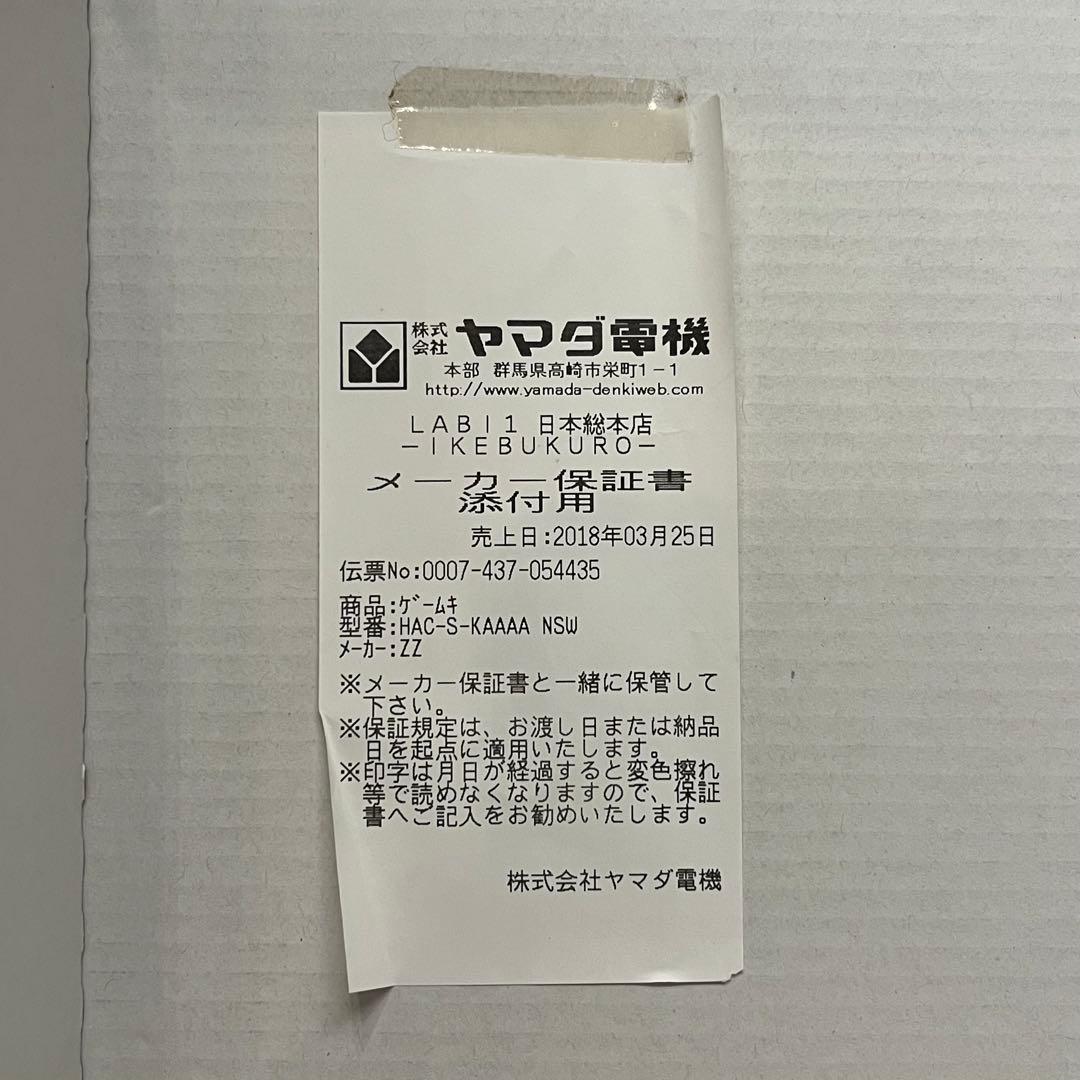 株式会社 ヤマダ電機
本部 群馬県高崎市栄町1-1
http://www.yamada-denkiweb.com
LABI1 日本総本店
-IKEBUKURO-
メーカー保証書
添付用
売上日:2018年03月25日
伝票No:0007-437-054435
商品:ｹﾞｰﾑｷ
型番:HAC-S-KAAAA NSW
ﾒｰｶｰ:ZZ
※メーカー保証書と一緒に保管して
下さい。
※保証規定は、お渡し日または納品
日を起点に適用いたします。
※印字は月日が経過すると変色擦れ
等で読めなくなりますので、保証
書へご記入をお勧めいたします。
株式会社ヤマダ電機